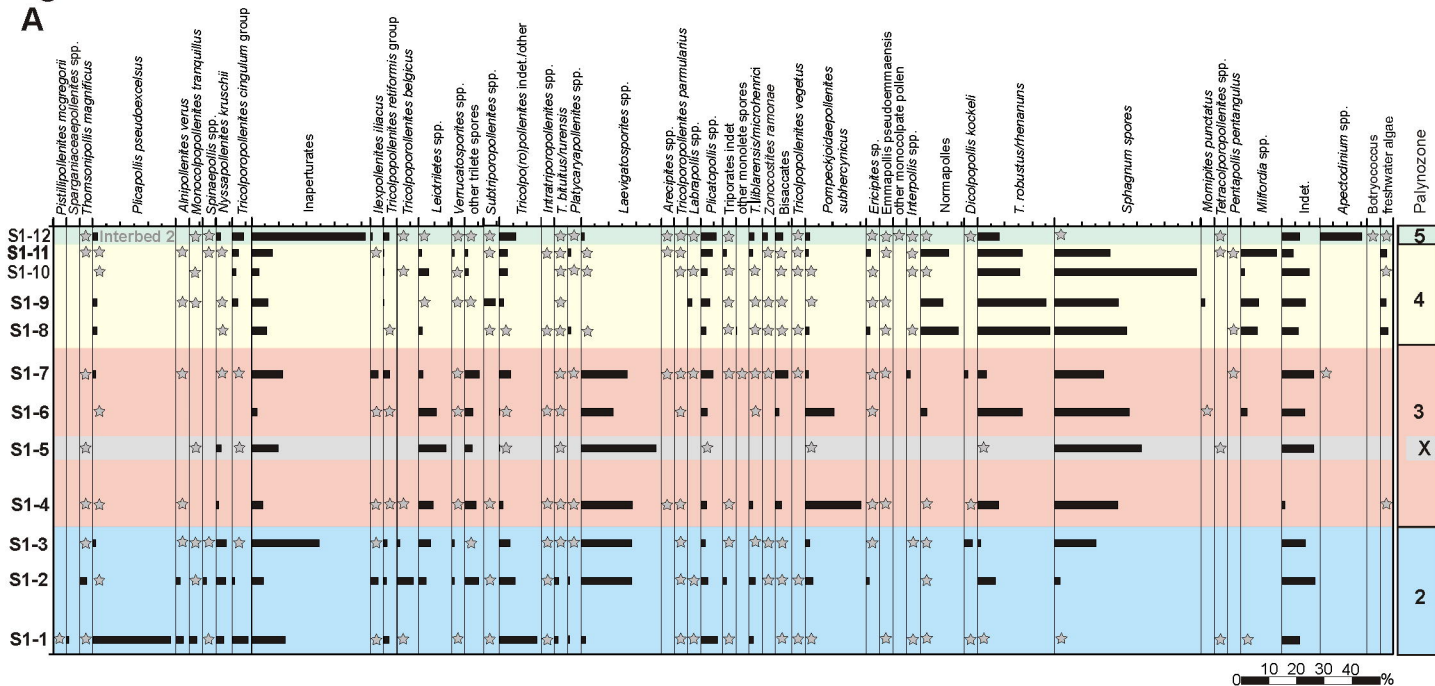 A
Pistillipollenites mcgregorii
Sparganiaceaepollenites spp.
Thomsonipollis magnificus
Plicapollis pseudoexcelsus
Alnipollenites verus
Monocolpopollenites tranquillus
Spinaepollis spp.
Nyssapollenites kruschii
Tricolporopollenites cingulum group
Inaperturates
Ilexpollenites iliacus
Tricolpopollenites retiformis group
Tricolporopollenites belgicus
Leiotriletes spp.
Verrucatosporites spp.
other trilete spores
Subtriporopollenites spp.
Tricolpo(ro)pollenites indet./other
Intratriporopollenites spp.
T. bituitus/rurensis
Platycaryapollenites spp.
Laevigatosporites spp.
Arecipites spp.
Tricolporopollenites parmularius
Labrapollis spp.
Plicatopollis spp.
Triporates indet
other monolete spores
T. liblarensis/microhenrici
Zonocostites ramonae
Bisaccates
Tricolpopollenites vegetus
Pompeckjoidaepollenites
subhercynicus
Ericipites sp.
Emmapollis pseudoemmaensis
other monocolpate pollen
Interpollis spp.
Normapolles
Dicolpopollis kockeli
T. robustus/rhenanus
Sphagnum spores
Momipites punctatus
Tetracolporopollenites spp.
Pentapollis pentangulus
Milfordia spp.
Indet.
Apectodinium spp.
Botryococcus
freshwater algae
Palynozone
S1-12 Interbed 2 5
S1-11
S1-10
4
S1-9
S1-8
S1-7
S1-6 3
S1-5 X
S1-4
S1-3
S1-2
2
S1-1
0 10 20 30 40 %